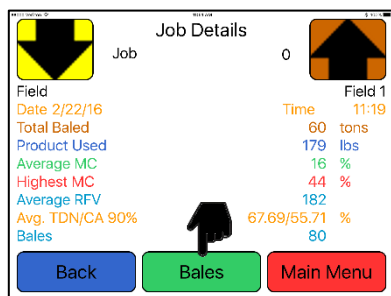 Job Details
Job 0
Field Field 1
Date 2/22/16 Time 11:19
Total Baled 60 tons
Product Used 179 lbs
Average MC 16 %
Highest MC 44 %
Average RFV 182
Avg. TDN/CA 90% 67.69/55.71 %
Bales 80
Back Bales Main Menu